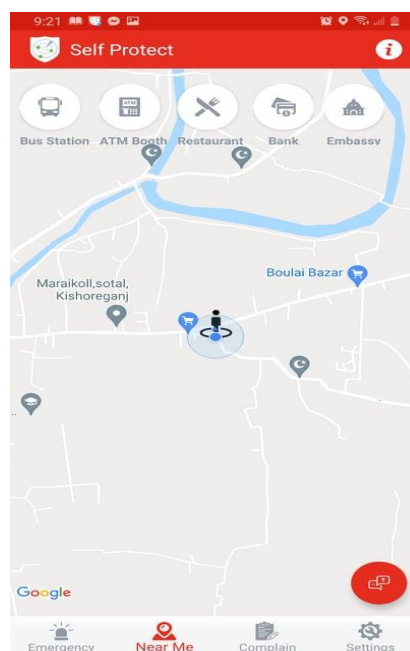 9:21
Self Protect
i
ATM
Bus Station ATM Booth Restaurant Bank Embassy
Boulai Bazar
Maraikoll,sotal,
Kishoreganj
Google
Emergency Near Me Complain Settings